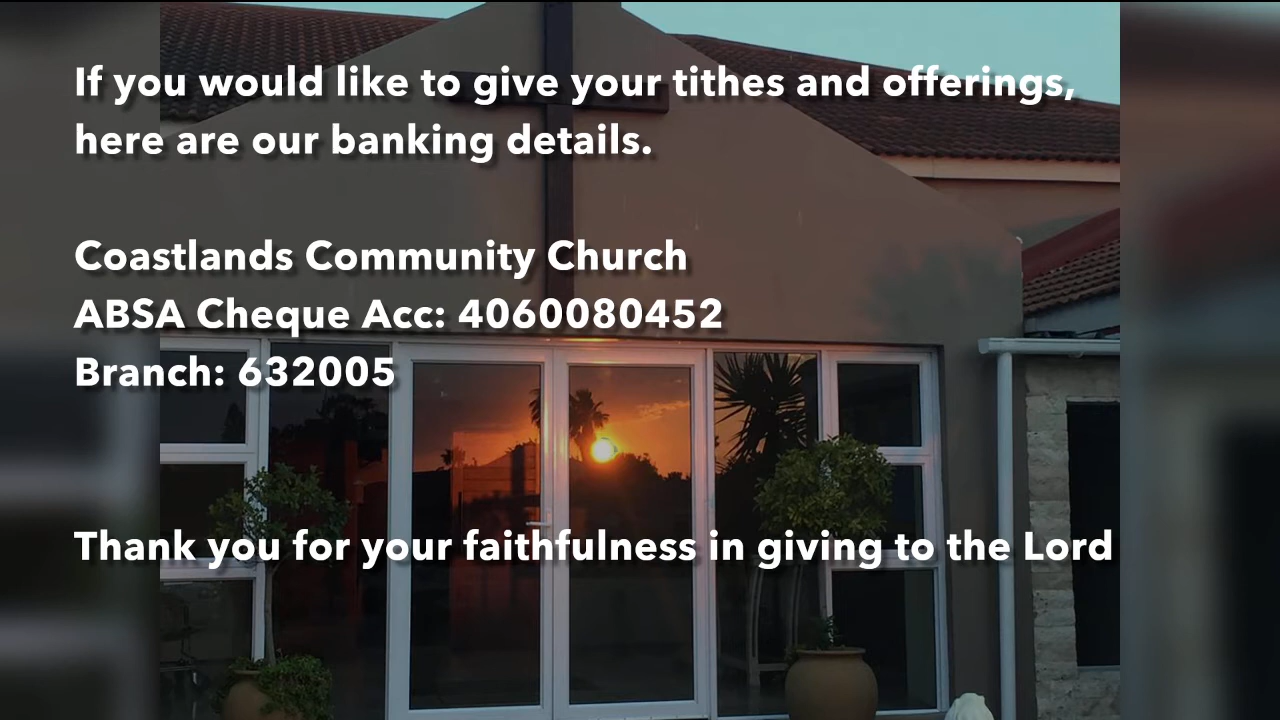 If you would like to give your tithes and offerings,
here are our banking details.
Coastlands Community Church
ABSA Cheque Acc: 4060080452
Branch: 632005
Thank you for your faithfulness in giving to the Lord